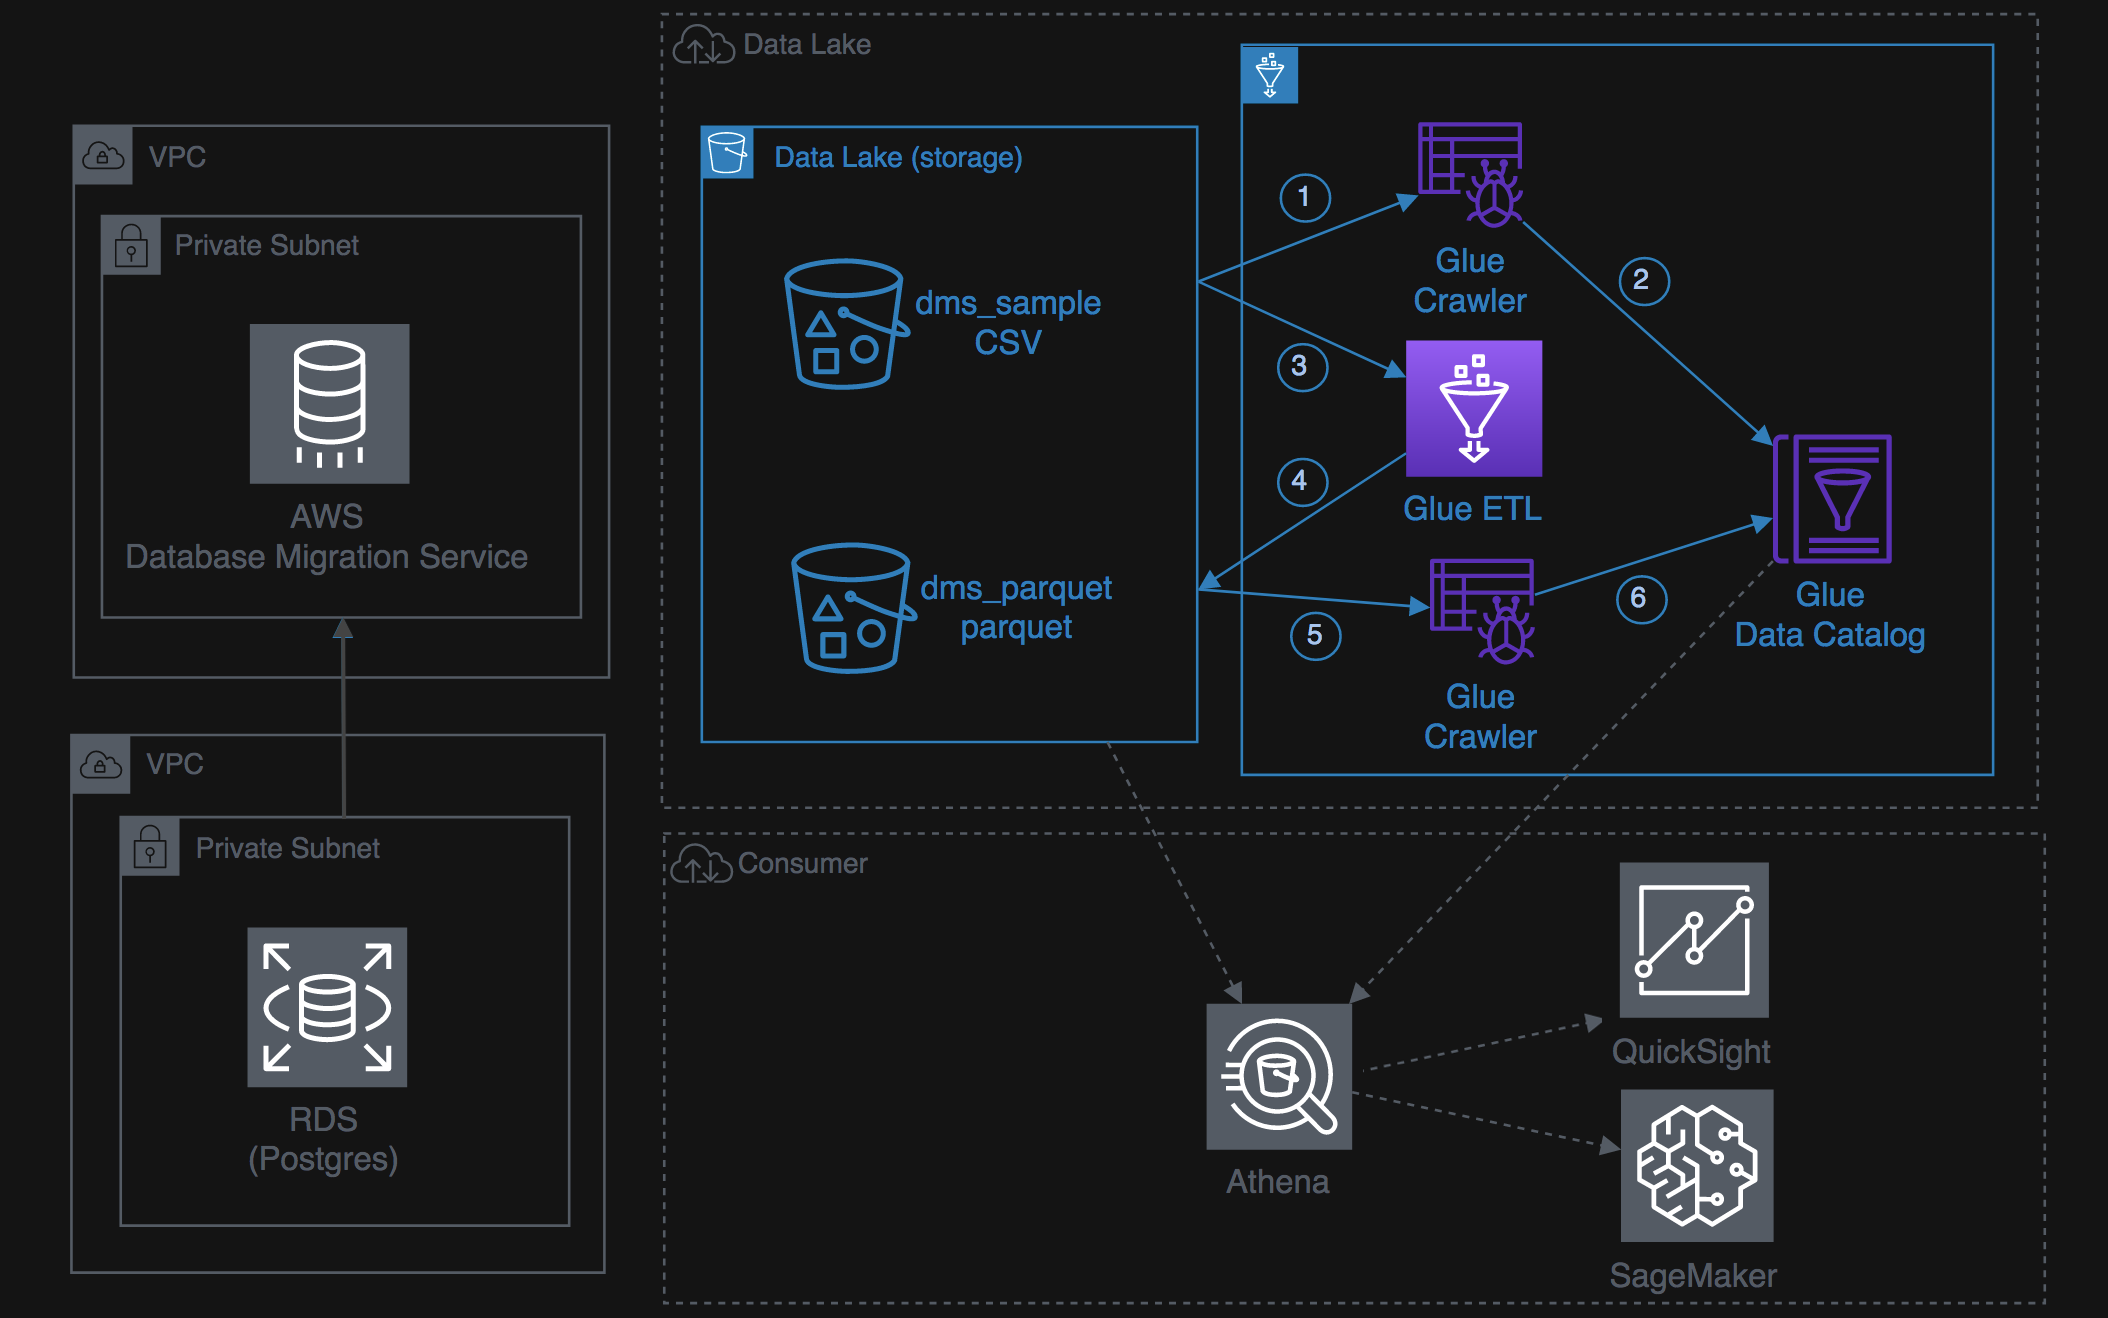 Data Lake
VPC
Private Subnet
AWS
Database Migration Service
VPC
Private Subnet
RDS
(Postgres)
Data Lake (storage)
dms_sample
CSV
dms_parquet
parquet
1
2
3
4
5
6
Glue
Crawler
Glue ETL
Glue
Crawler
Glue
Data Catalog
Consumer
Athena
QuickSight
SageMaker